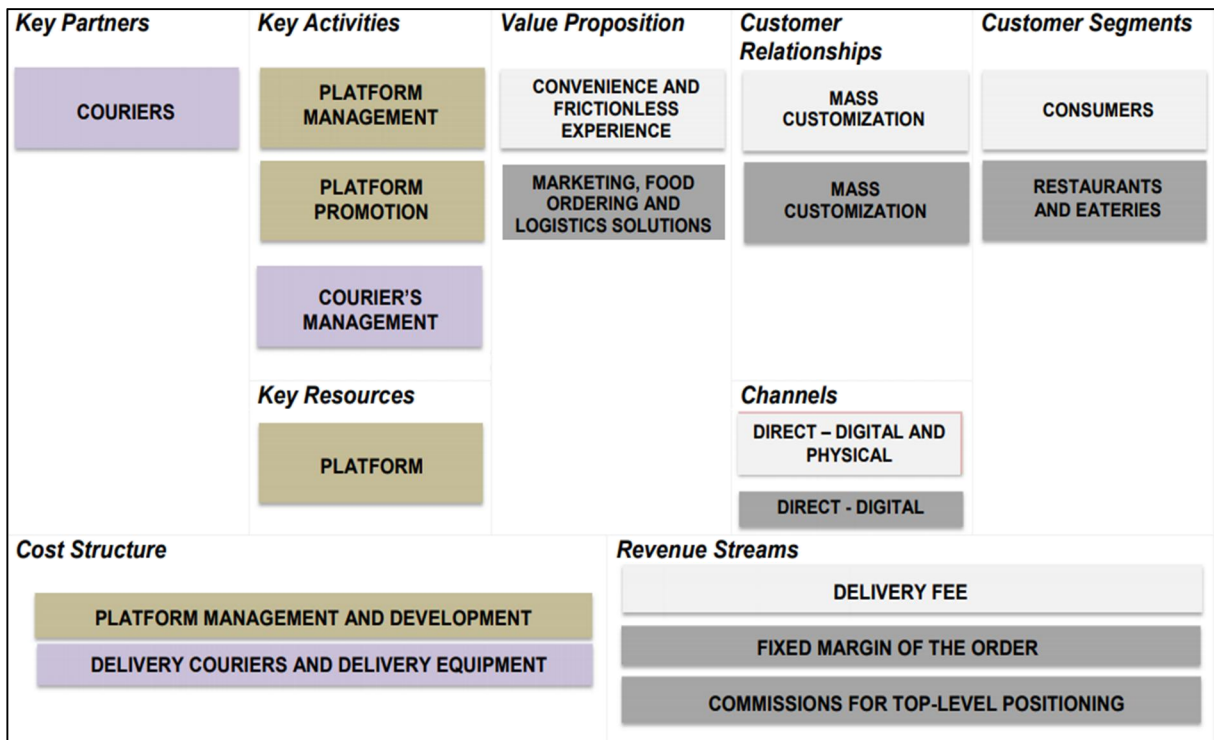 Key Partners
COURIERS
Key Activities
PLATFORM
MANAGEMENT
PLATFORM
PROMOTION
COURIER’S
MANAGEMENT
Key Resources
PLATFORM
Value Proposition
CONVENIENCE AND
FRICTIONLESS
EXPERIENCE
MARKETING, FOOD
ORDERING AND
LOGISTICS SOLUTIONS
Customer
Relationships
MASS
CUSTOMIZATION
MASS
CUSTOMIZATION
Channels
DIRECT – DIGITAL AND
PHYSICAL
DIRECT - DIGITAL
Customer Segments
CONSUMERS
RESTAURANTS
AND EATERIES
Cost Structure
PLATFORM MANAGEMENT AND DEVELOPMENT
DELIVERY COURIERS AND DELIVERY EQUIPMENT
Revenue Streams
DELIVERY FEE
FIXED MARGIN OF THE ORDER
COMMISSIONS FOR TOP-LEVEL POSITIONING